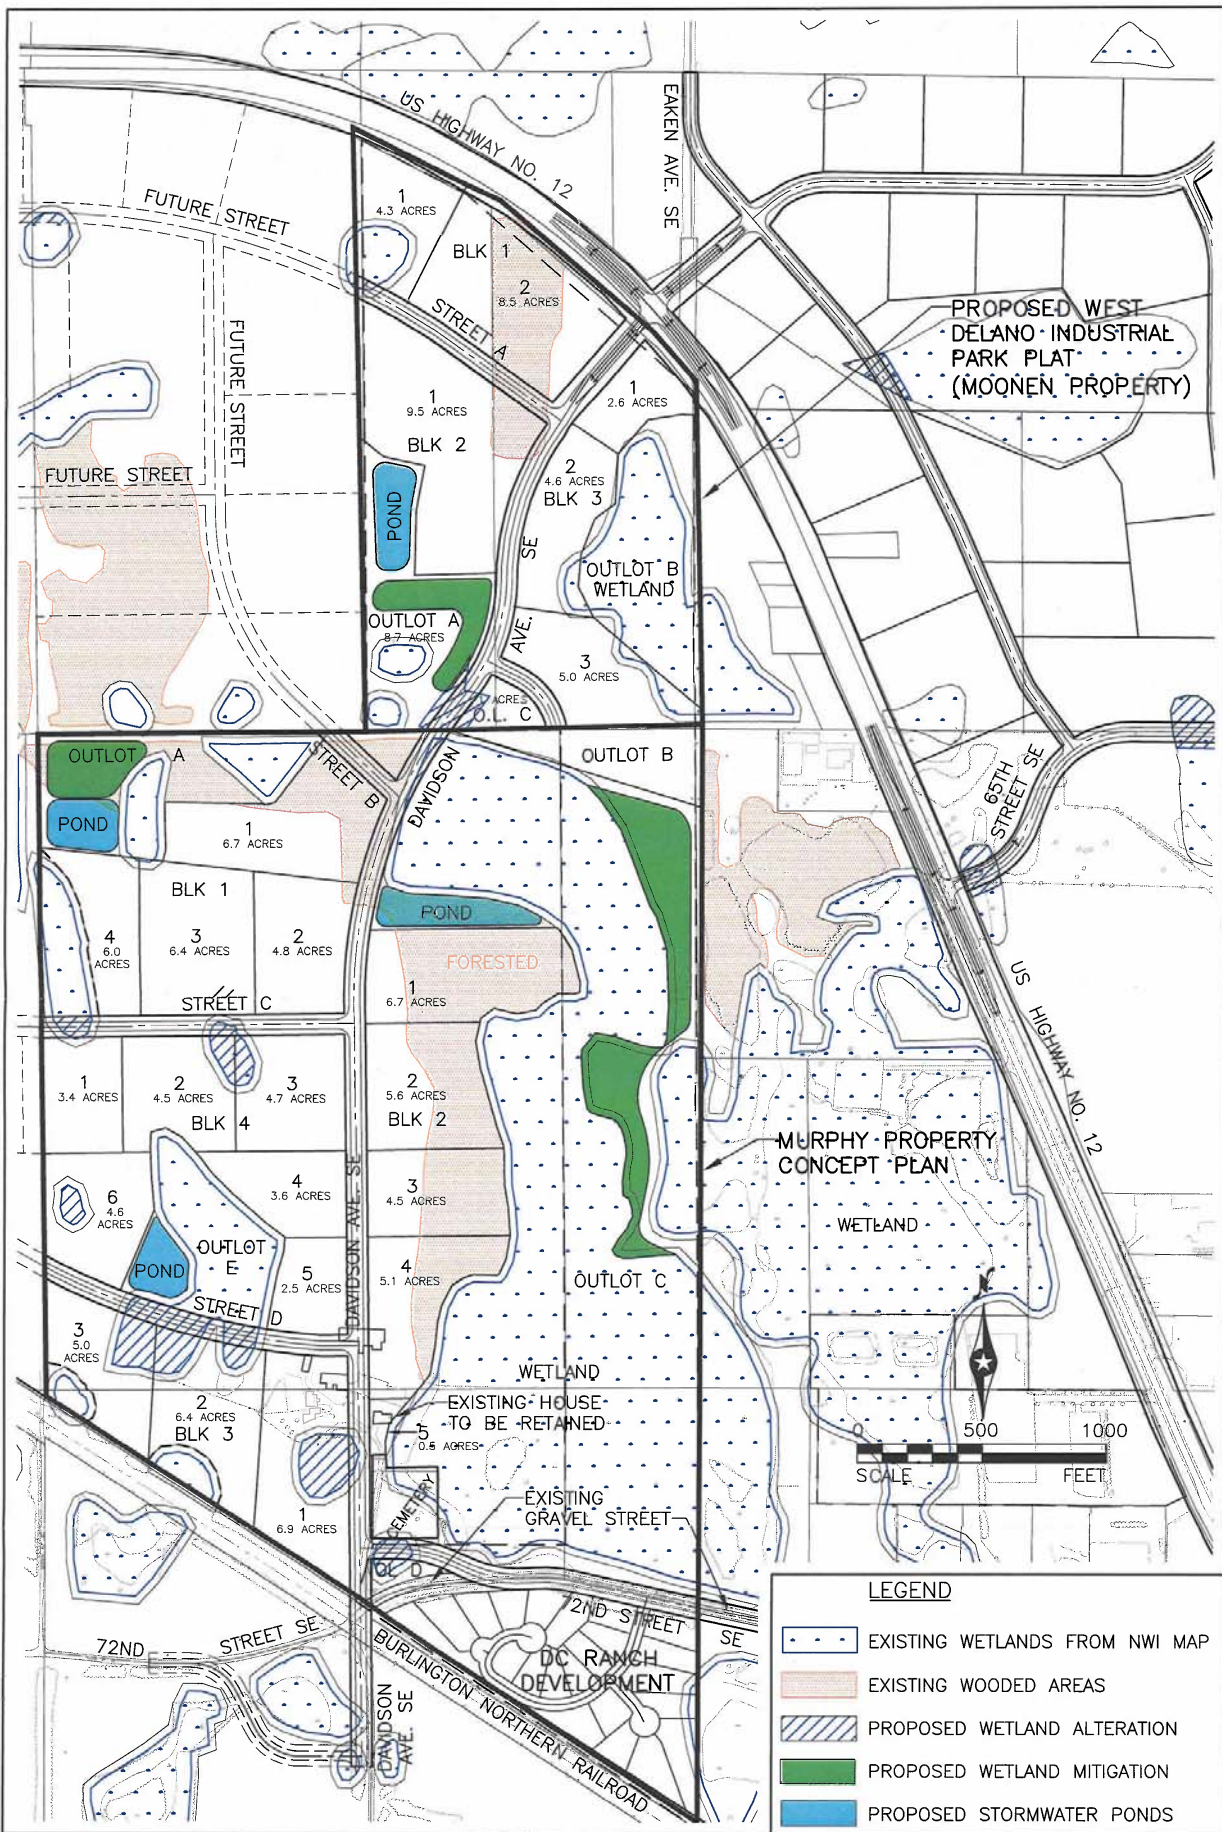 US HIGHWAY NO. 12
EAKEN AVE. SE
FUTURE STREET
1
4.3 ACRES
BLK 1
2
8.5 ACRES
STREET A
FUTURE STREET
PROPOSED WEST
DELANO INDUSTRIAL
PARK PLAT
(MOONEN PROPERTY)
1
9.5 ACRES
BLK 2
1
2.6 ACRES
2
4.6 ACRES
BLK 3
FUTURE STREET
POND
OUTLOT B
WETLAND
OUTLOT A
8.7 ACRES
AVE. SE
3
5.0 ACRES
ACRES
O.L. C
OUTLOT A
STREET B
DAVIDSON
OUTLOT B
65TH
STREET SE
POND
1
6.7 ACRES
BLK 1
4
6.0
ACRES
3
6.4 ACRES
2
4.8 ACRES
POND
FORESTED
1
6.7 ACRES
STREET C
US HIGHWAY NO. 12
1
3.4 ACRES
2
4.5 ACRES
3
4.7 ACRES
BLK 4
2
5.6 ACRES
BLK 2
MURPHY PROPERTY
CONCEPT PLAN
6
4.6
ACRES
4
3.6 ACRES
3
4.5 ACRES
DAVIDSON AVE. SE
WETLAND
OUTLOT
E
POND
5
2.5 ACRES
4
5.1 ACRES
OUTLOT C
STREET D
3
5.0
ACRES
WETLAND
2
6.4 ACRES
BLK 3
EXISTING HOUSE
TO BE RETAINED
5
0.5 ACRES
0 500 1000
SCALE FEET
CEMETERY
EXISTING
GRAVEL STREET
1
6.9 ACRES
OL D
2ND STREET SE
72ND STREET SE
BURLINGTON NORTHERN RAILROAD
DC RANCH
DEVELOPMENT
DAVIDSON
AVE. SE
LEGEND
EXISTING WETLANDS FROM NWI MAP
EXISTING WOODED AREAS
PROPOSED WETLAND ALTERATION
PROPOSED WETLAND MITIGATION
PROPOSED STORMWATER PONDS